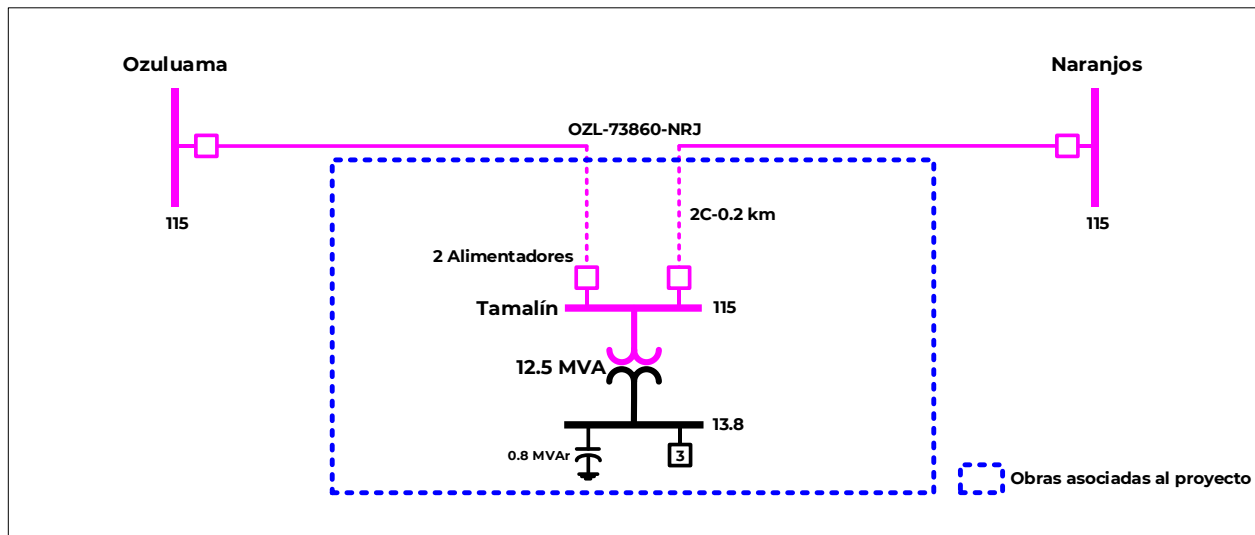 Ozuluama
Naranjos
OZL-73860-NRJ
115
2C-0.2 km
115
2 Alimentadores
Tamalín
115
12.5 MVA
13.8
0.8 MVAr
3
Obras asociadas al proyecto